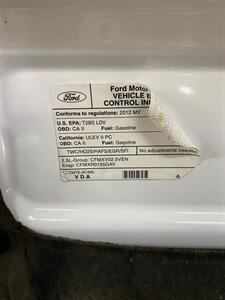 Ford
Ford Motor
VEHICLE E
CONTROL IN
Conforms to regulations: 2012 MY
U.S. EPA: T2B5 LDV
OBD: CA II Fuel: Gasoline
California: ULEV II PC
OBD: CA II Fuel: Gasoline
TWC/HO2S/HAFS/EGR/SFI
No adjustments needed.
2.5L-Group: CFMXV02.5VEN
Evap: CFMXR0155GAV
VDA